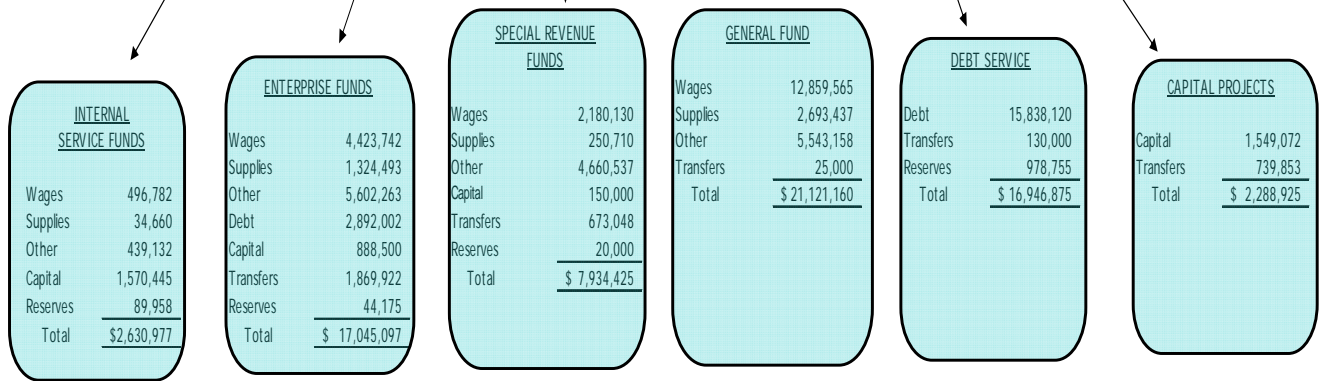 INTERNAL
SERVICE FUNDS
Wages 496,782
Supplies 34,660
Other 439,132
Capital 1,570,445
Reserves 89,958
Total $2,630,977
ENTERPRISE FUNDS
Wages 4,423,742
Supplies 1,324,493
Other 5,602,263
Debt 2,892,002
Capital 888,500
Transfers 1,869,922
Reserves 44,175
Total $ 17,045,097
SPECIAL REVENUE
FUNDS
Wages 2,180,130
Supplies 250,710
Other 4,660,537
Capital 150,000
Transfers 673,048
Reserves 20,000
Total $ 7,934,425
GENERAL FUND
Wages 12,859,565
Supplies 2,693,437
Other 5,543,158
Transfers 25,000
Total $ 21,121,160
DEBT SERVICE
Debt 15,838,120
Transfers 130,000
Reserves 978,755
Total $ 16,946,875
CAPITAL PROJECTS
Capital 1,549,072
Transfers 739,853
Total $ 2,288,925